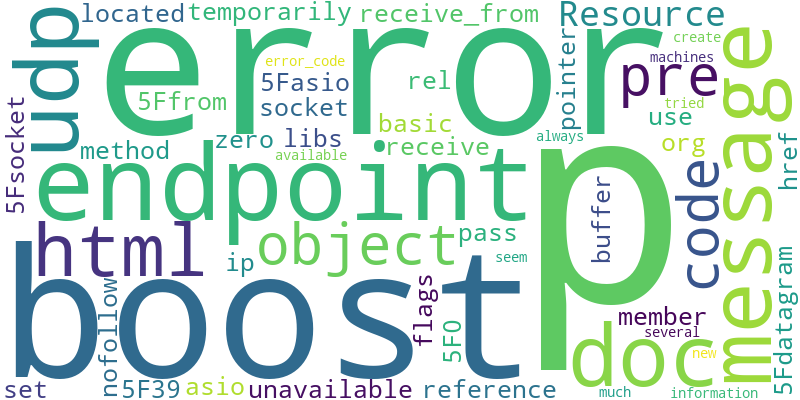 located temporarily receive_from Resource
udp error pre message
error_code
5Fasio
5Ffrom
socket
rel
pointer
machines
create
tried
use
basic
5Fsocket
method
zero libs
available
receive
always
org
href
endpoint
p
buffer
code
html
object
pass
ip
seem
boost
flags
member
several
5Fdatagram
nofollow
5F0
doc
new
set 5F39 asio unavailable reference
much
information